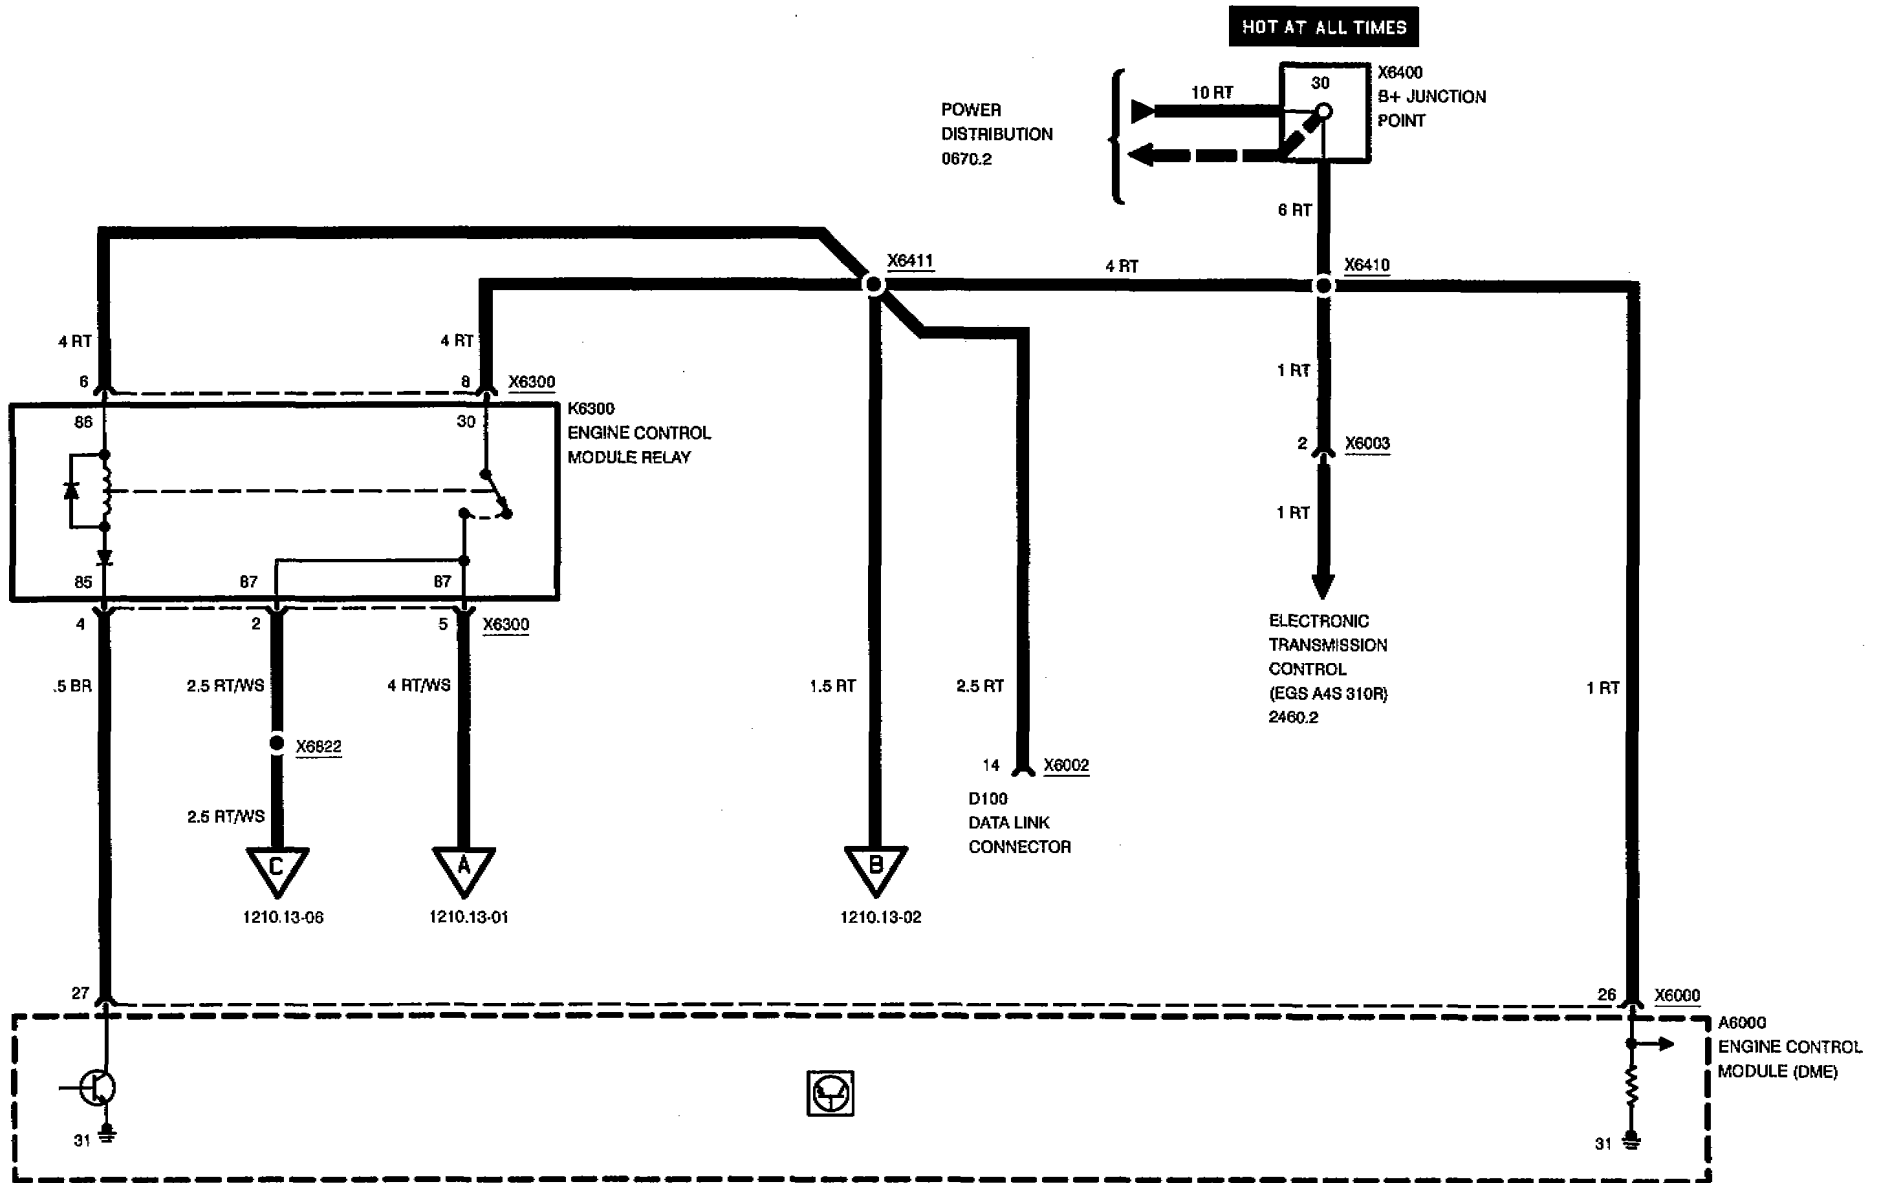 HOT AT ALL TIMES
30
X6400
B+ JUNCTION
POINT
10 RT
POWER
DISTRIBUTION
0670.2
6 RT
X6411
4 RT
X6410
4 RT
4 RT
1 RT
6
8
X6300
2
X6003
K6300
ENGINE CONTROL
MODULE RELAY
86
30
1 RT
85
87
87
4
2
5
X6300
ELECTRONIC
TRANSMISSION
CONTROL
(EGS A4S 310R)
2460.2
.5 BR
2.5 RT/WS
4 RT/WS
1.5 RT
2.5 RT
1 RT
X6822
14
X6002
2.5 RT/WS
D100
DATA LINK
CONNECTOR
C
A
B
1210.13-06
1210.13-01
1210.13-02
27
26
X6000
A6000
ENGINE CONTROL
MODULE (DME)
31
31